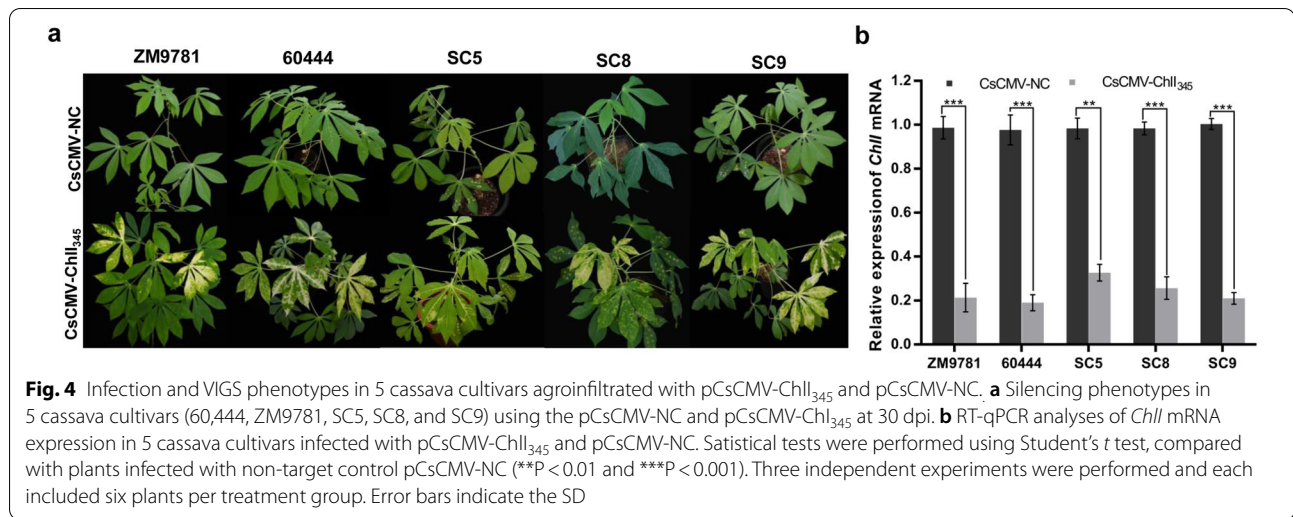 a
ZM9781 60444 SC5 SC8 SC9
CsCMV-NC
CsCMV-ChlI345
b
CsCMV-NC CsCMV-ChlI345
Relative expressionof ChlI mRNA
1.2
1.0
0.8
0.6
0.4
0.2
0.0
*** *** ** *** ***
ZM9781 60444 SC5 SC8 SC9
Fig. 4 Infection and VIGS phenotypes in 5 cassava cultivars agroinfiltrated with pCsCMV-ChlI345 and pCsCMV-NC. a Silencing phenotypes in
5 cassava cultivars (60,444, ZM9781, SC5, SC8, and SC9) using the pCsCMV-NC and pCsCMV-Chl345 at 30 dpi. b RT-qPCR analyses of ChlI mRNA
expression in 5 cassava cultivars infected with pCsCMV-ChlI345 and pCsCMV-NC. Satistical tests were performed using Student's t test, compared
with plants infected with non-target control pCsCMV-NC (**P < 0.01 and ***P < 0.001). Three independent experiments were performed and each
included six plants per treatment group. Error bars indicate the SD